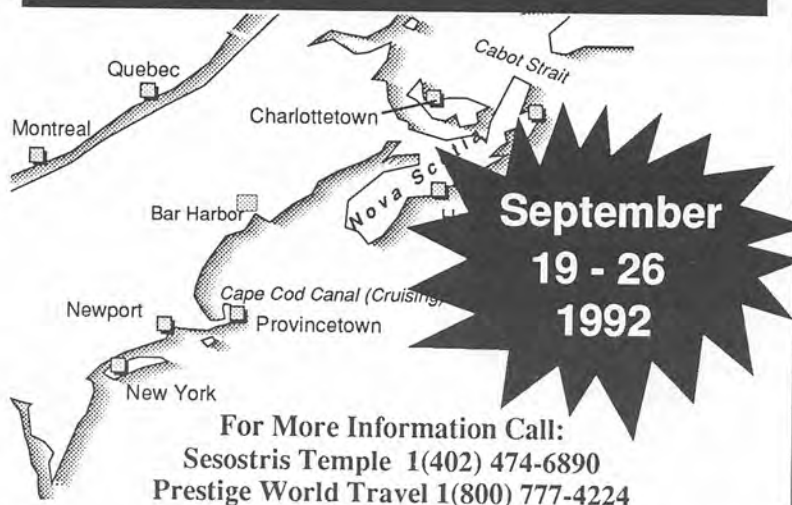 Cabot Strait
Quebec
Charlottetown
Montreal
Nova Scotia
Bar Harbor
September
19 - 26
1992
Cape Cod Canal (Cruising)
Newport
Provincetown
New York
For More Information Call:
Sesostris Temple 1(402) 474-6890
Prestige World Travel 1(800) 777-4224